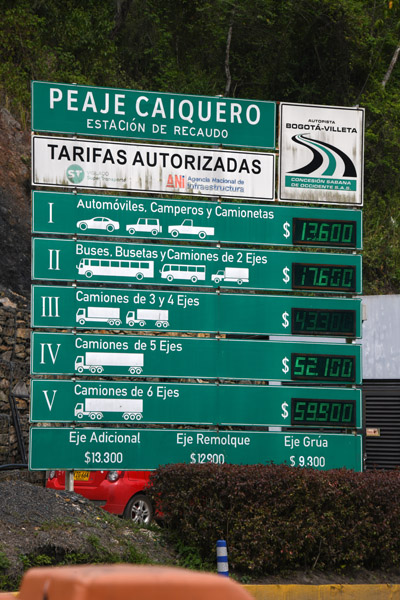 PEAJE CAIQUERO
ESTACIÓN DE RECAUDO
AUTOPISTA
BOGOTÁ-VILLETA
CONCESIÓN SABANA
DE OCCIDENTE S.A.S.
TARIFAS AUTORIZADAS
ST
ANI Agencia Nacional de
Infraestructura
I Automóviles, Camperos y Camionetas $ 13.600
II Buses, Busetas y Camiones de 2 Ejes $ 17.600
III Camiones de 3 y 4 Ejes $ 43.300
IV Camiones de 5 Ejes $ 52.100
V Camiones de 6 Ejes $ 59.500
Eje Adicional Eje Remolque Eje Grúa
$13.300 $12.900 $9.300